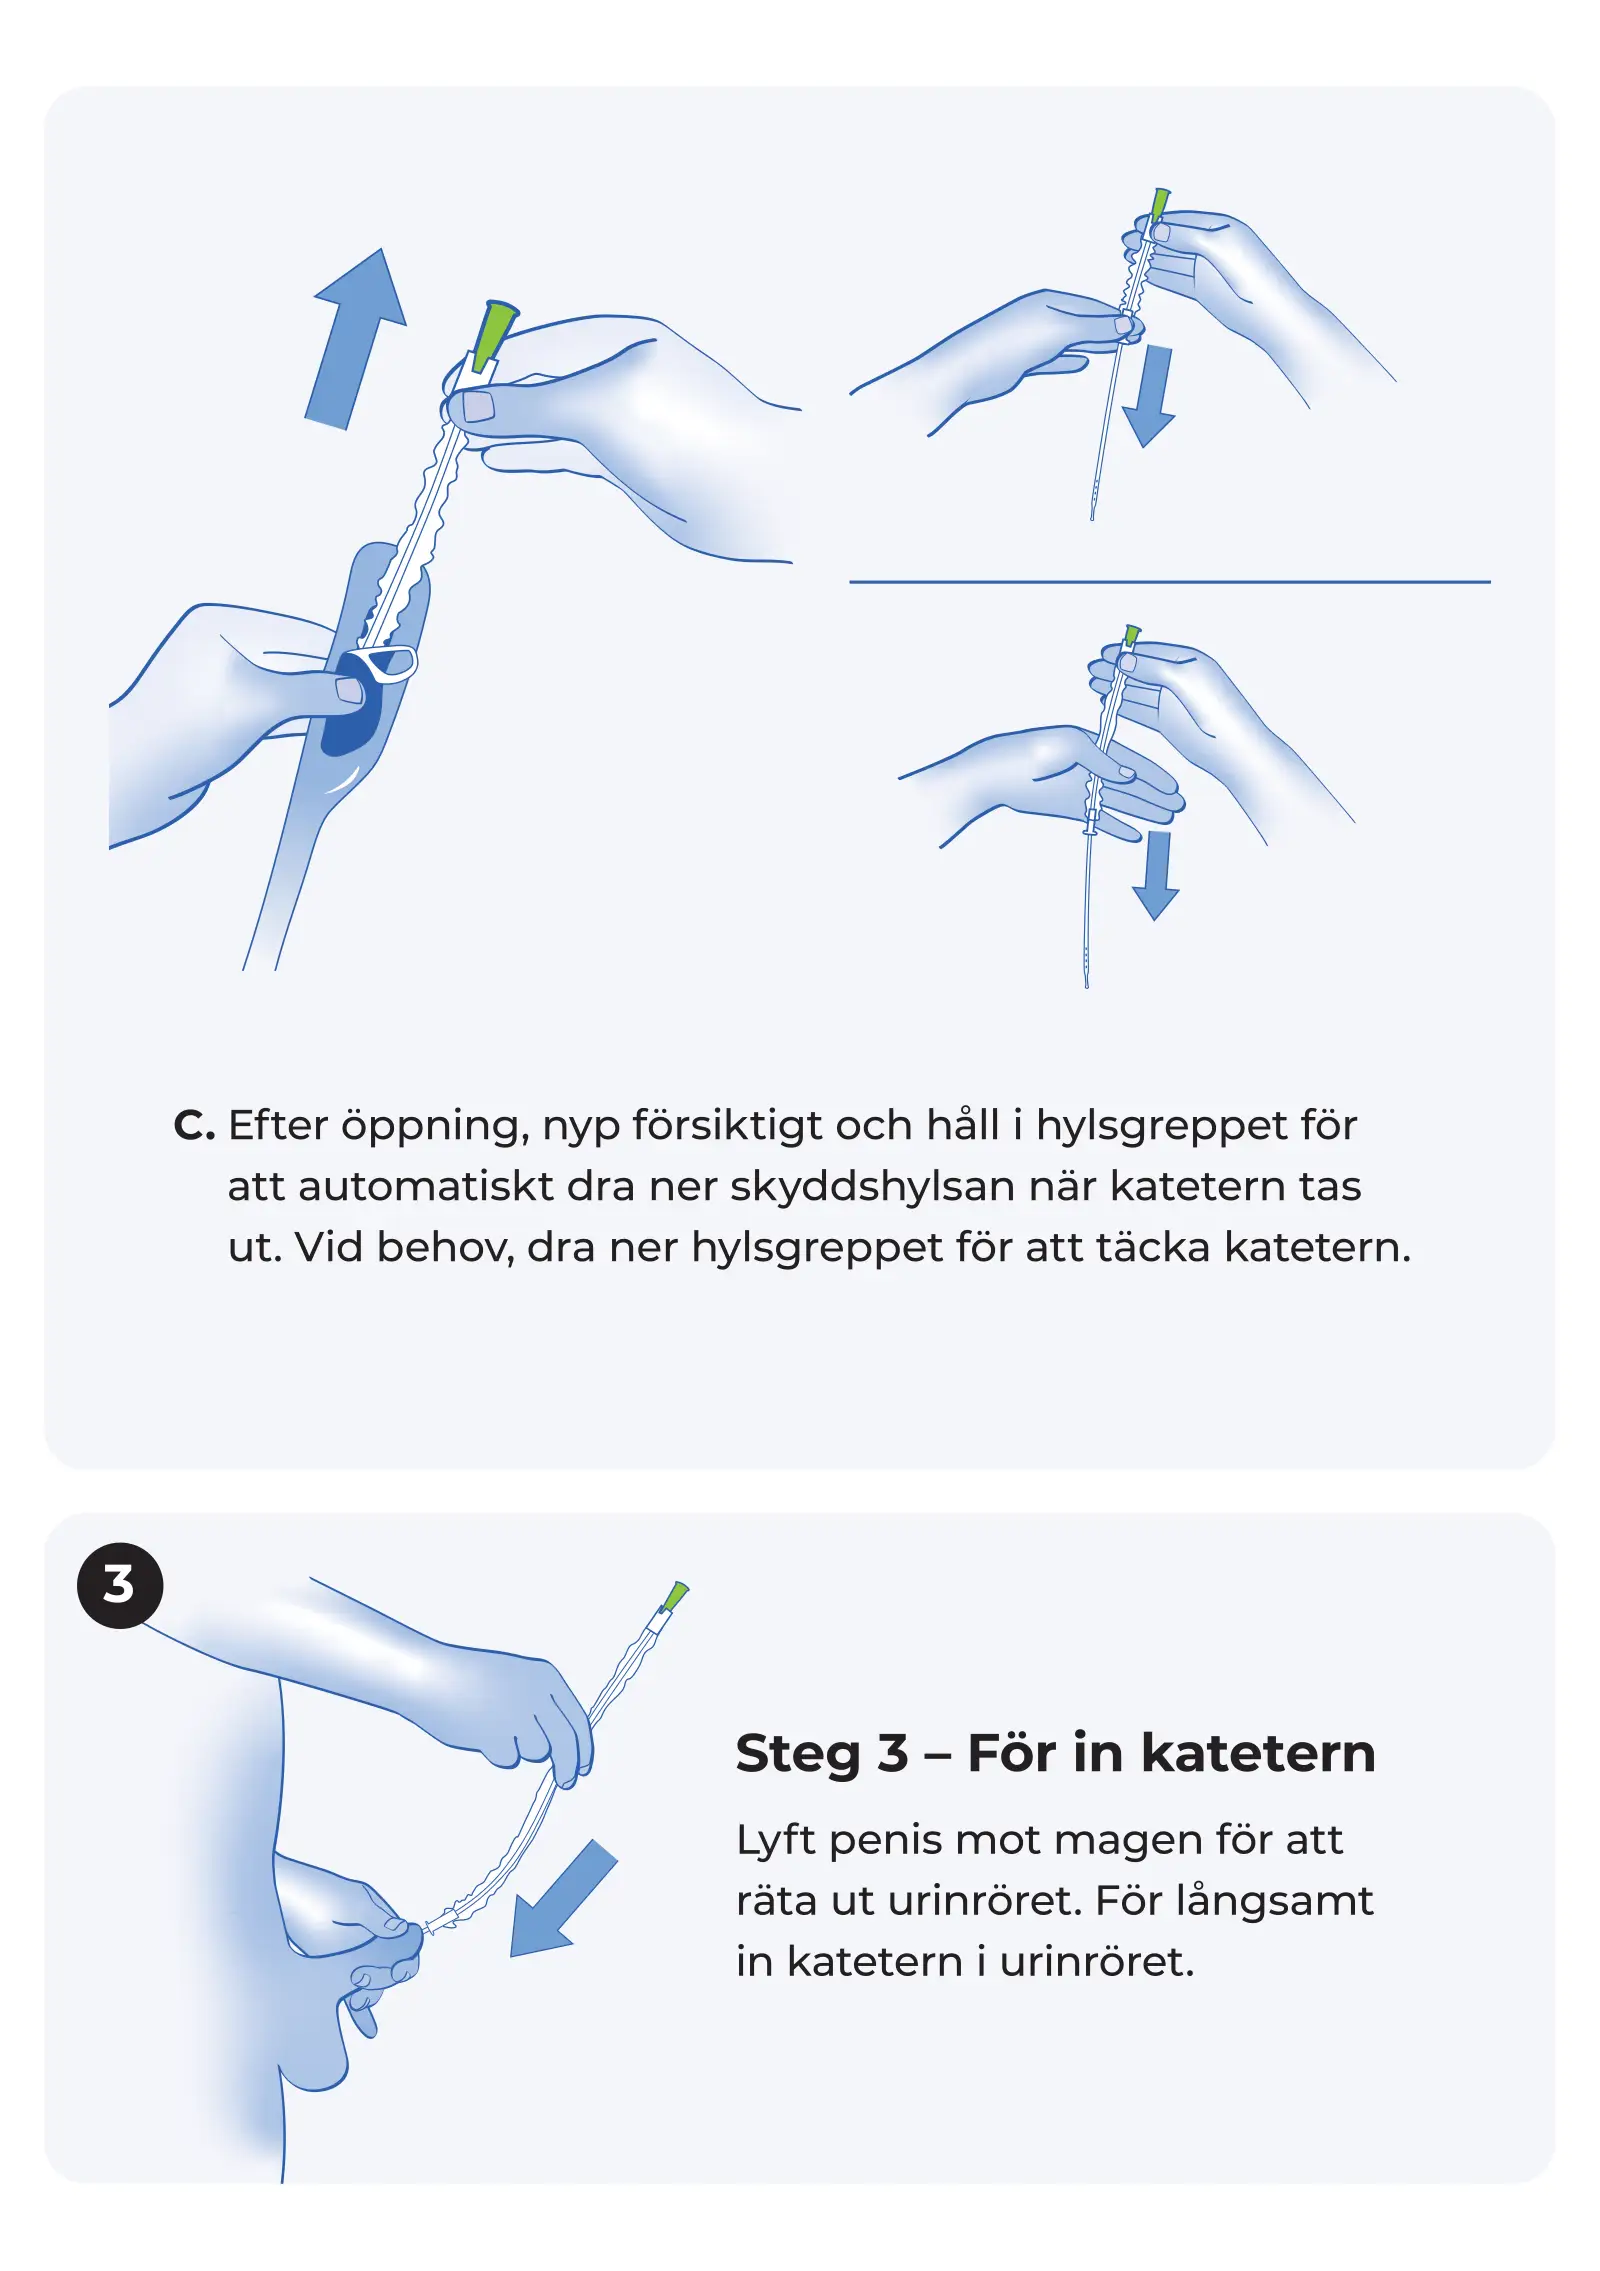 C. Efter öppning, nyp försiktigt och håll i hylsgreppet för
att automatiskt dra ner skyddshylsan när katetern tas
ut. Vid behov, dra ner hylsgreppet för att täcka katetern.
3
Steg 3 – För in katetern
Lyft penis mot magen för att
räta ut urinröret. För långsamt
in katetern i urinröret.